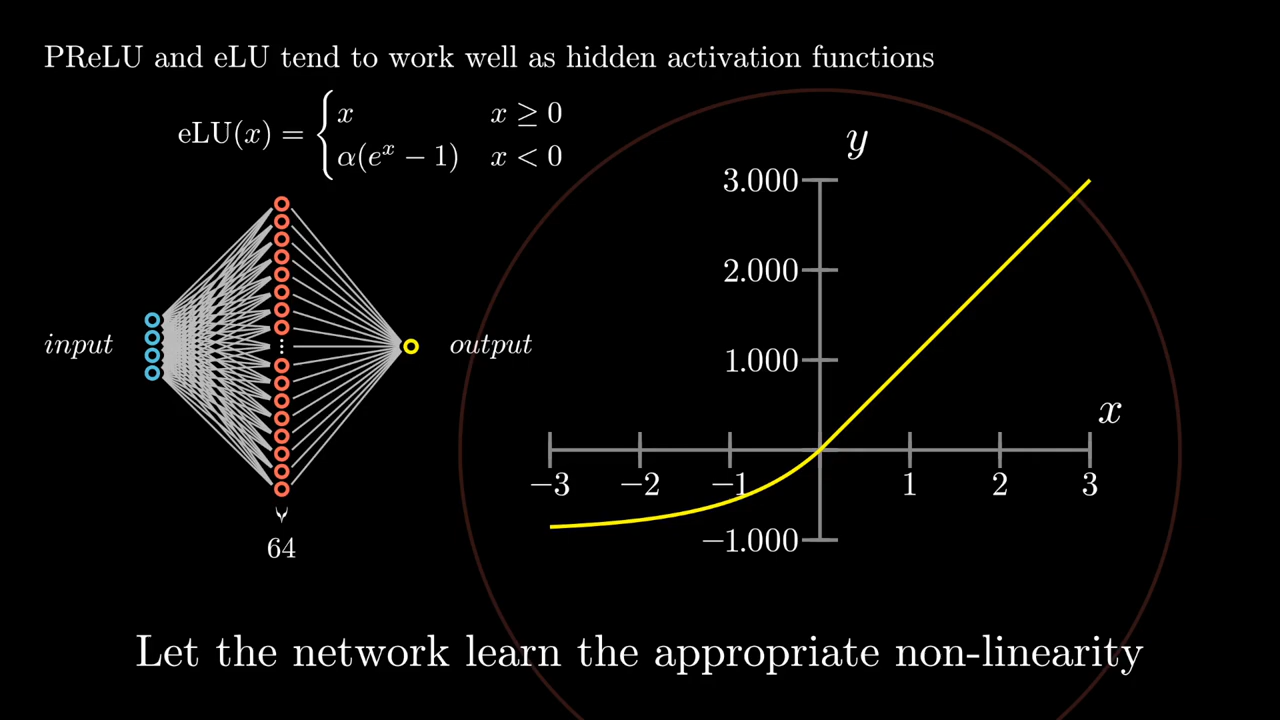 PReLU and eLU tend to work well as hidden activation functions
eLU(x) = { x x ≥ 0
α(eˣ − 1) x < 0
y
3.000
2.000
1.000
input
output
x
−3 −2 −1 1 2 3
−1.000
64
Let the network learn the appropriate non-linearity